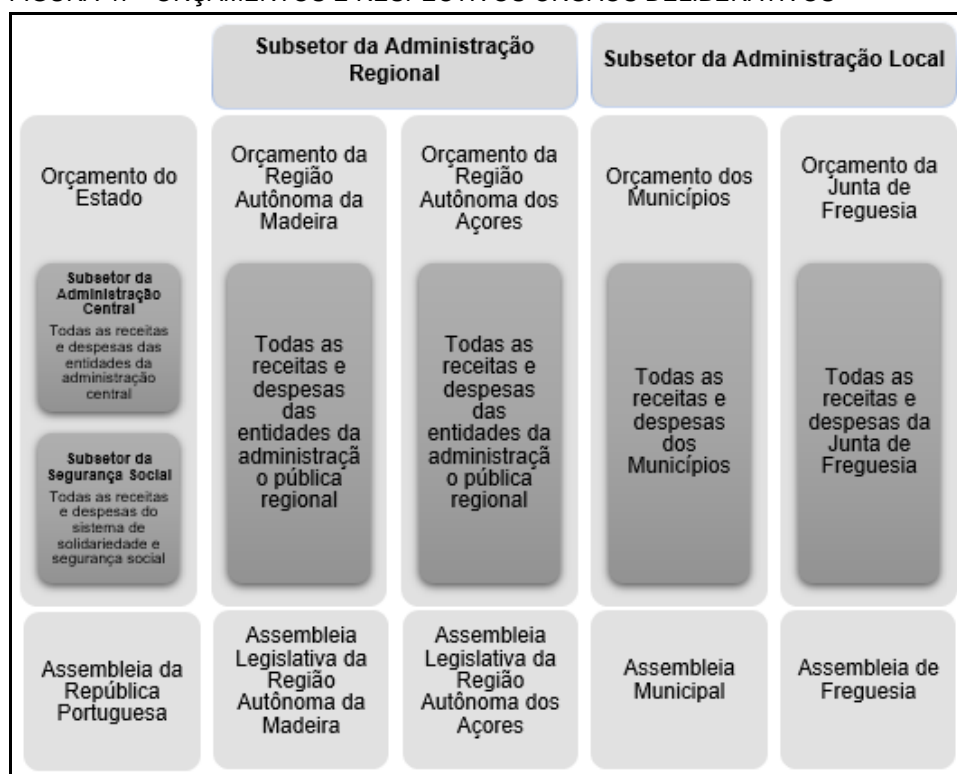 Subsetor da Administração
Regional
Subsetor da Administração Local
Orçamento do
Estado
Subsetor da
Administração
Central
Todas as receitas
e despesas das
entidades da
administração
central
Subsetor da
Segurança Social
Todas as receitas
e despesas do
sistema de
solidariedade e
segurança social
Assembleia da
República
Portuguesa
Orçamento da
Região
Autônoma da
Madeira
Todas as
receitas e
despesas
das
entidades da
administraçã
o pública
regional
Assembleia
Legislativa da
Região
Autônoma da
Madeira
Orçamento da
Região
Autônoma dos
Açores
Todas as
receitas e
despesas
das
entidades da
administraçã
o pública
regional
Assembleia
Legislativa da
Região
Autônoma dos
Açores
Orçamento dos
Municípios
Todas as
receitas e
despesas
dos
Municípios
Assembleia
Municipal
Orçamento da
Junta de
Freguesia
Todas as
receitas e
despesas da
Junta de
Freguesia
Assembleia de
Freguesia